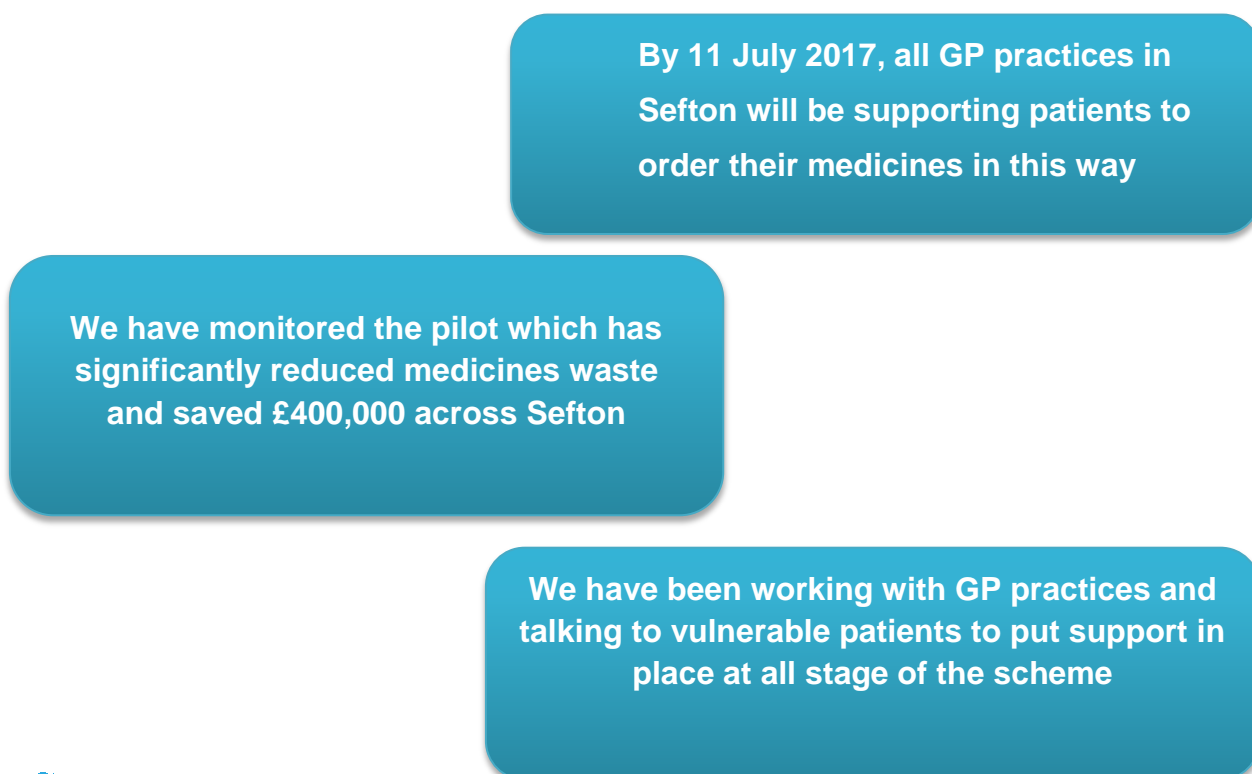 By 11 July 2017, all GP practices in
Sefton will be supporting patients to
order their medicines in this way
We have monitored the pilot which has
significantly reduced medicines waste
and saved £400,000 across Sefton
We have been working with GP practices and
talking to vulnerable patients to put support in
place at all stage of the scheme